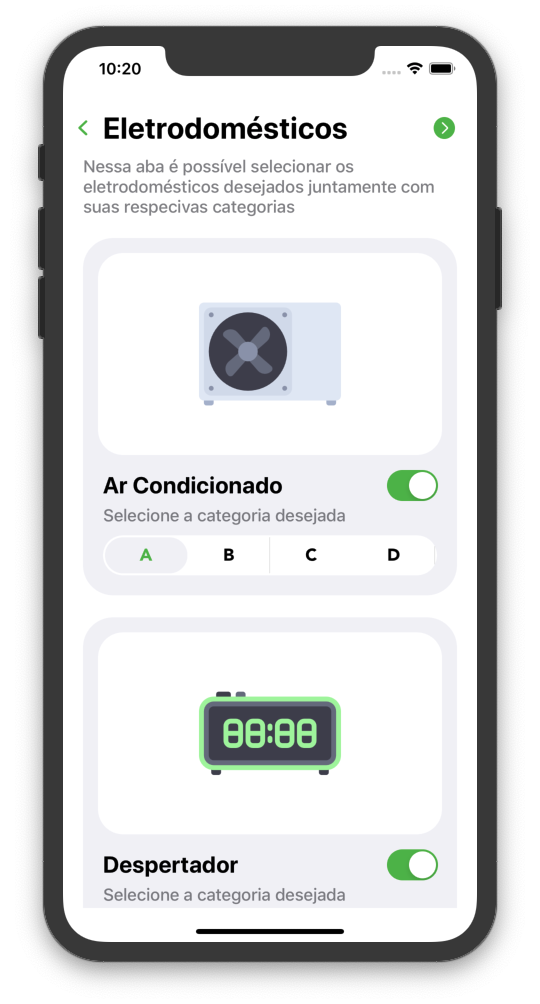 10:20
Eletrodomésticos
Nessa aba é possível selecionar os
eletrodomésticos desejados juntamente com
suas respecivas categorias
Ar Condicionado
Selecione a categoria desejada
A B C D
88:88
Despertador
Selecione a categoria desejada